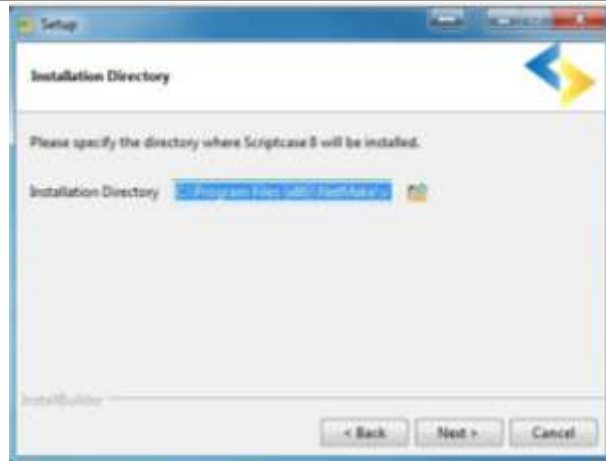 Setup
Installation Directory
Please specify the directory where Scriptcase 8 will be installed.
Installation Directory C:\Program Files (x86)\NetMake\v
InstallBuilder
< Back Next > Cancel